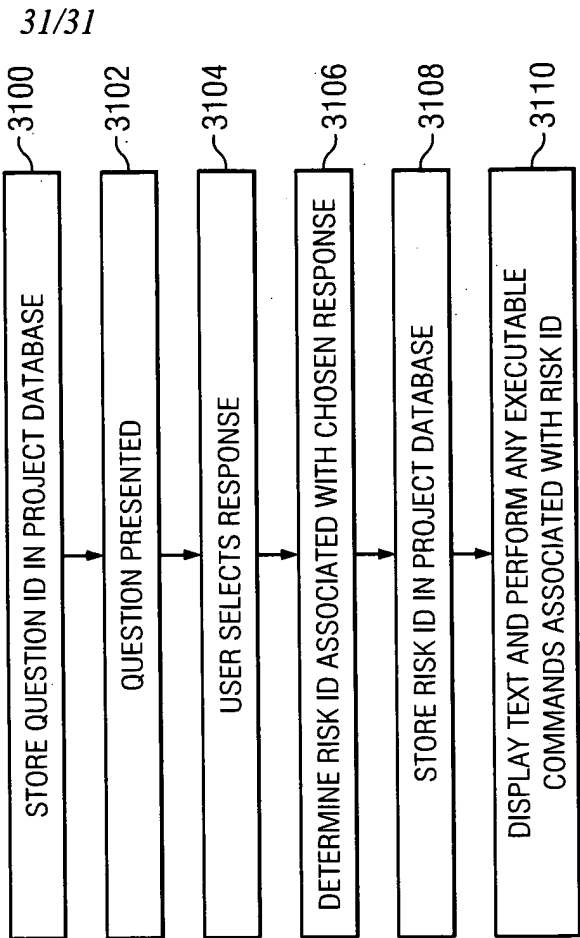 31/31
STORE QUESTION ID IN PROJECT DATABASE
3100
QUESTION PRESENTED
3102
USER SELECTS RESPONSE
3104
DETERMINE RISK ID ASSOCIATED WITH CHOSEN RESPONSE
3106
STORE RISK ID IN PROJECT DATABASE
3108
DISPLAY TEXT AND PERFORM ANY EXECUTABLE
COMMANDS ASSOCIATED WITH RISK ID
3110